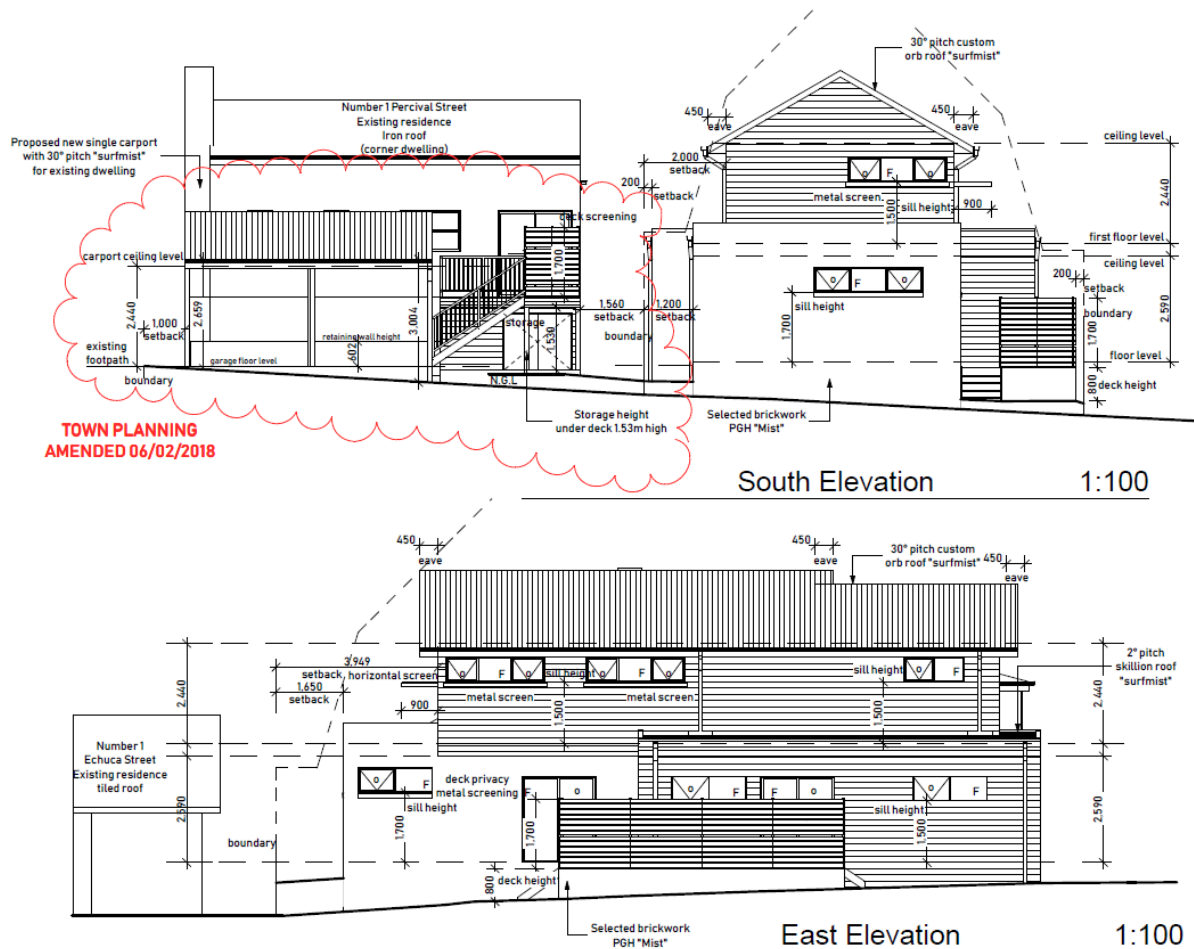 30° pitch custom
orb roof "surfmist"
Number 1 Percival Street
Existing residence
Iron roof
(corner dwelling)
Proposed new single carport
with 30° pitch "surfmist"
for existing dwelling
450
eave
450
eave
ceiling level
2,000
setback
200
setback
O
F
O
metal screen
sill height
1,500
900
2,440
deck screening
1,700
first floor level
ceiling level
carport ceiling level
200
setback
boundary
O
F
O
sill height
1,700
2,590
1,700
floor level
deck height
800
2,440
1,000
setback
2,659
3,004
existing
footpath
retaining wall height
602
garage floor level
boundary
storage
1,530
1,560
setback
1,200
boundary
N.G.L
Storage height
under deck 1.53m high
Selected brickwork
PGH "Mist"
TOWN PLANNING
AMENDED 06/02/2018
South Elevation
1:100
450
eave
450
eave
30° pitch custom
orb roof "surfmist"
450
eave
3,949
setback
horizontal screen
1,650
setback
O
F
O
sill height
O
F
O
sill height
O
F
2° pitch
skillion roof
"surfmist"
2,440
900
metal screen
metal screen
1,500
1,500
2,440
Number 1
Echuca Street
Existing residence
tiled roof
2,590
O
F
sill height
1,700
deck privacy
metal screening
F
O
O
F
F
O
O
F
sill height
1,500
1,700
2,590
boundary
800
deck height
Selected brickwork
PGH "Mist"
East Elevation
1:100